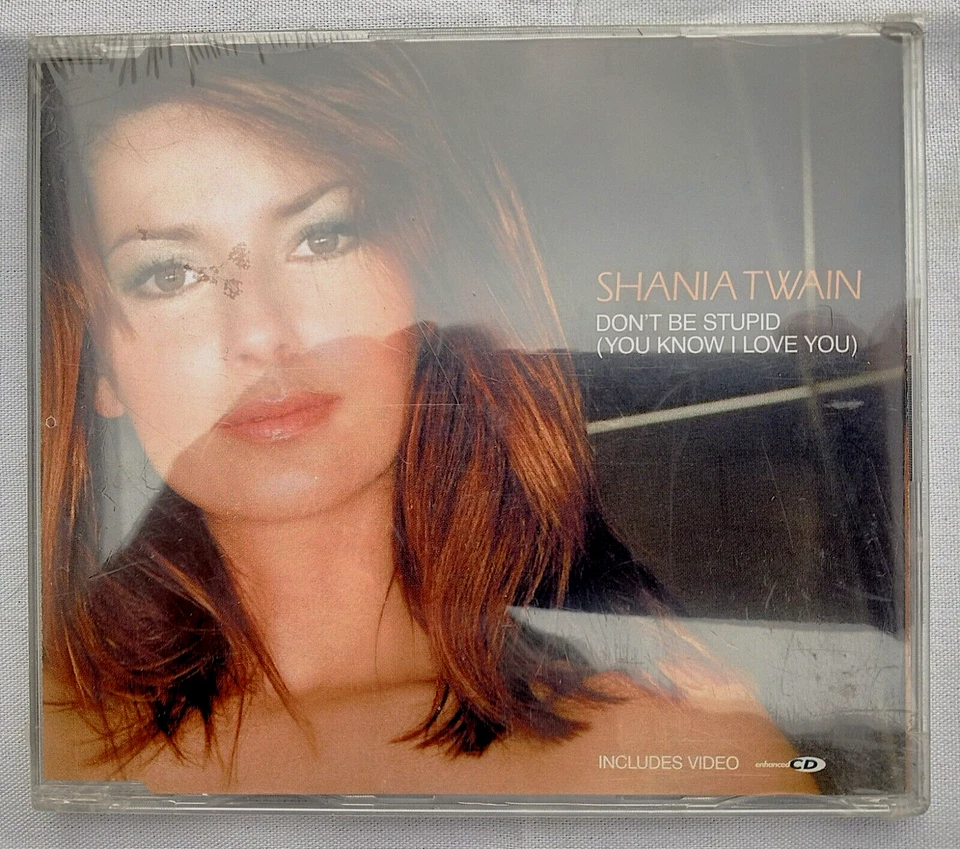 SHANIA TWAIN
DON'T BE STUPID
(YOU KNOW I LOVE YOU)
INCLUDES VIDEO enhanced CD